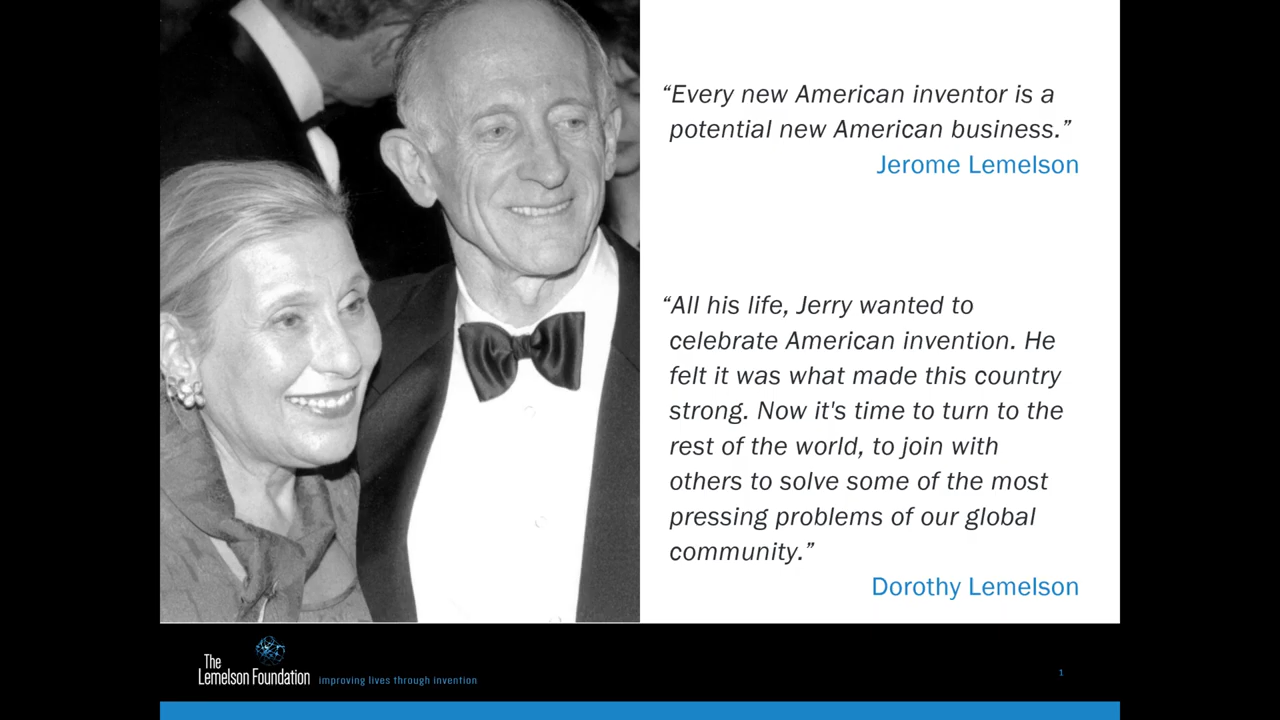 “Every new American inventor is a
potential new American business.”
Jerome Lemelson
“All his life, Jerry wanted to
celebrate American invention. He
felt it was what made this country
strong. Now it's time to turn to the
rest of the world, to join with
others to solve some of the most
pressing problems of our global
community.”
Dorothy Lemelson
The
Lemelson Foundation improving lives through invention
1